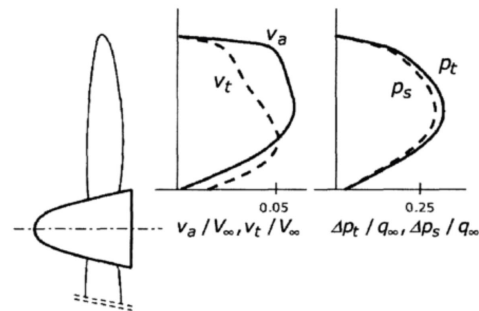 v_a
v_t
p_t
p_s
0.05
0.25
v_a / V_∞, v_t / V_∞
Δp_t / q_∞, Δp_s / q_∞